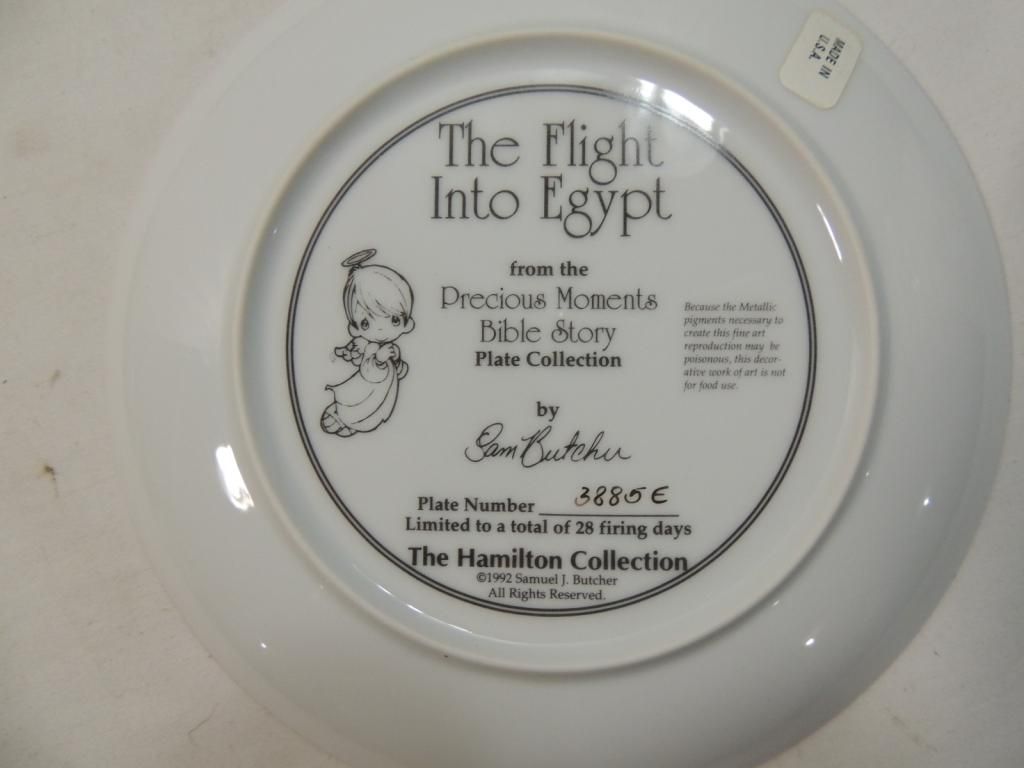 MADE IN
U.S.A.
The Flight
Into Egypt
from the
Precious Moments
Bible Story
Plate Collection
Because the Metallic
pigments necessary to
create this fine art
reproduction may be
poisonous, this decor-
ative work of art is not
for food use.
by
Sam Butcher
Plate Number 3885E
Limited to a total of 28 firing days
The Hamilton Collection
©1992 Samuel J. Butcher
All Rights Reserved.